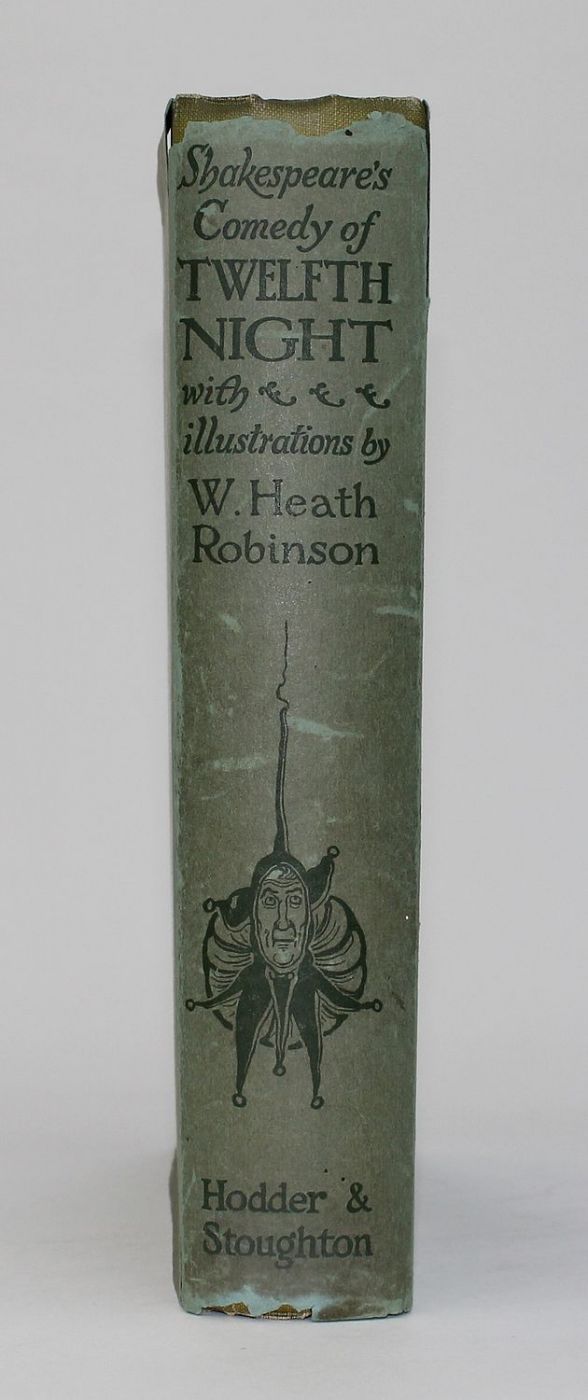 Shakespeare's
Comedy of
TWELFTH
NIGHT
with
illustrations by
W. Heath
Robinson
Hodder &
Stoughton